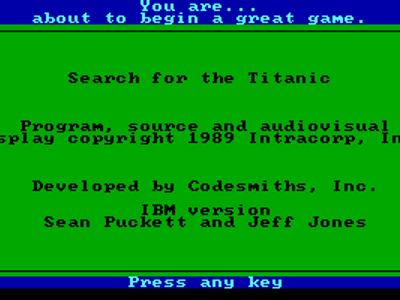 You are...
about to begin a great game.
Search for the Titanic
Program, source and audiovisual
splay copyright 1989 Intracorp, In
Developed by Codesmiths, Inc.
IBM version
Sean Puckett and Jeff Jones
Press any key